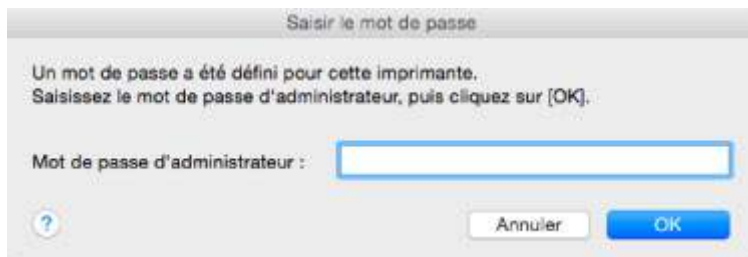 Saisir le mot de passe
Un mot de passe a été défini pour cette imprimante.
Saisissez le mot de passe d'administrateur, puis cliquez sur [OK].
Mot de passe d'administrateur :
?
Annuler
OK